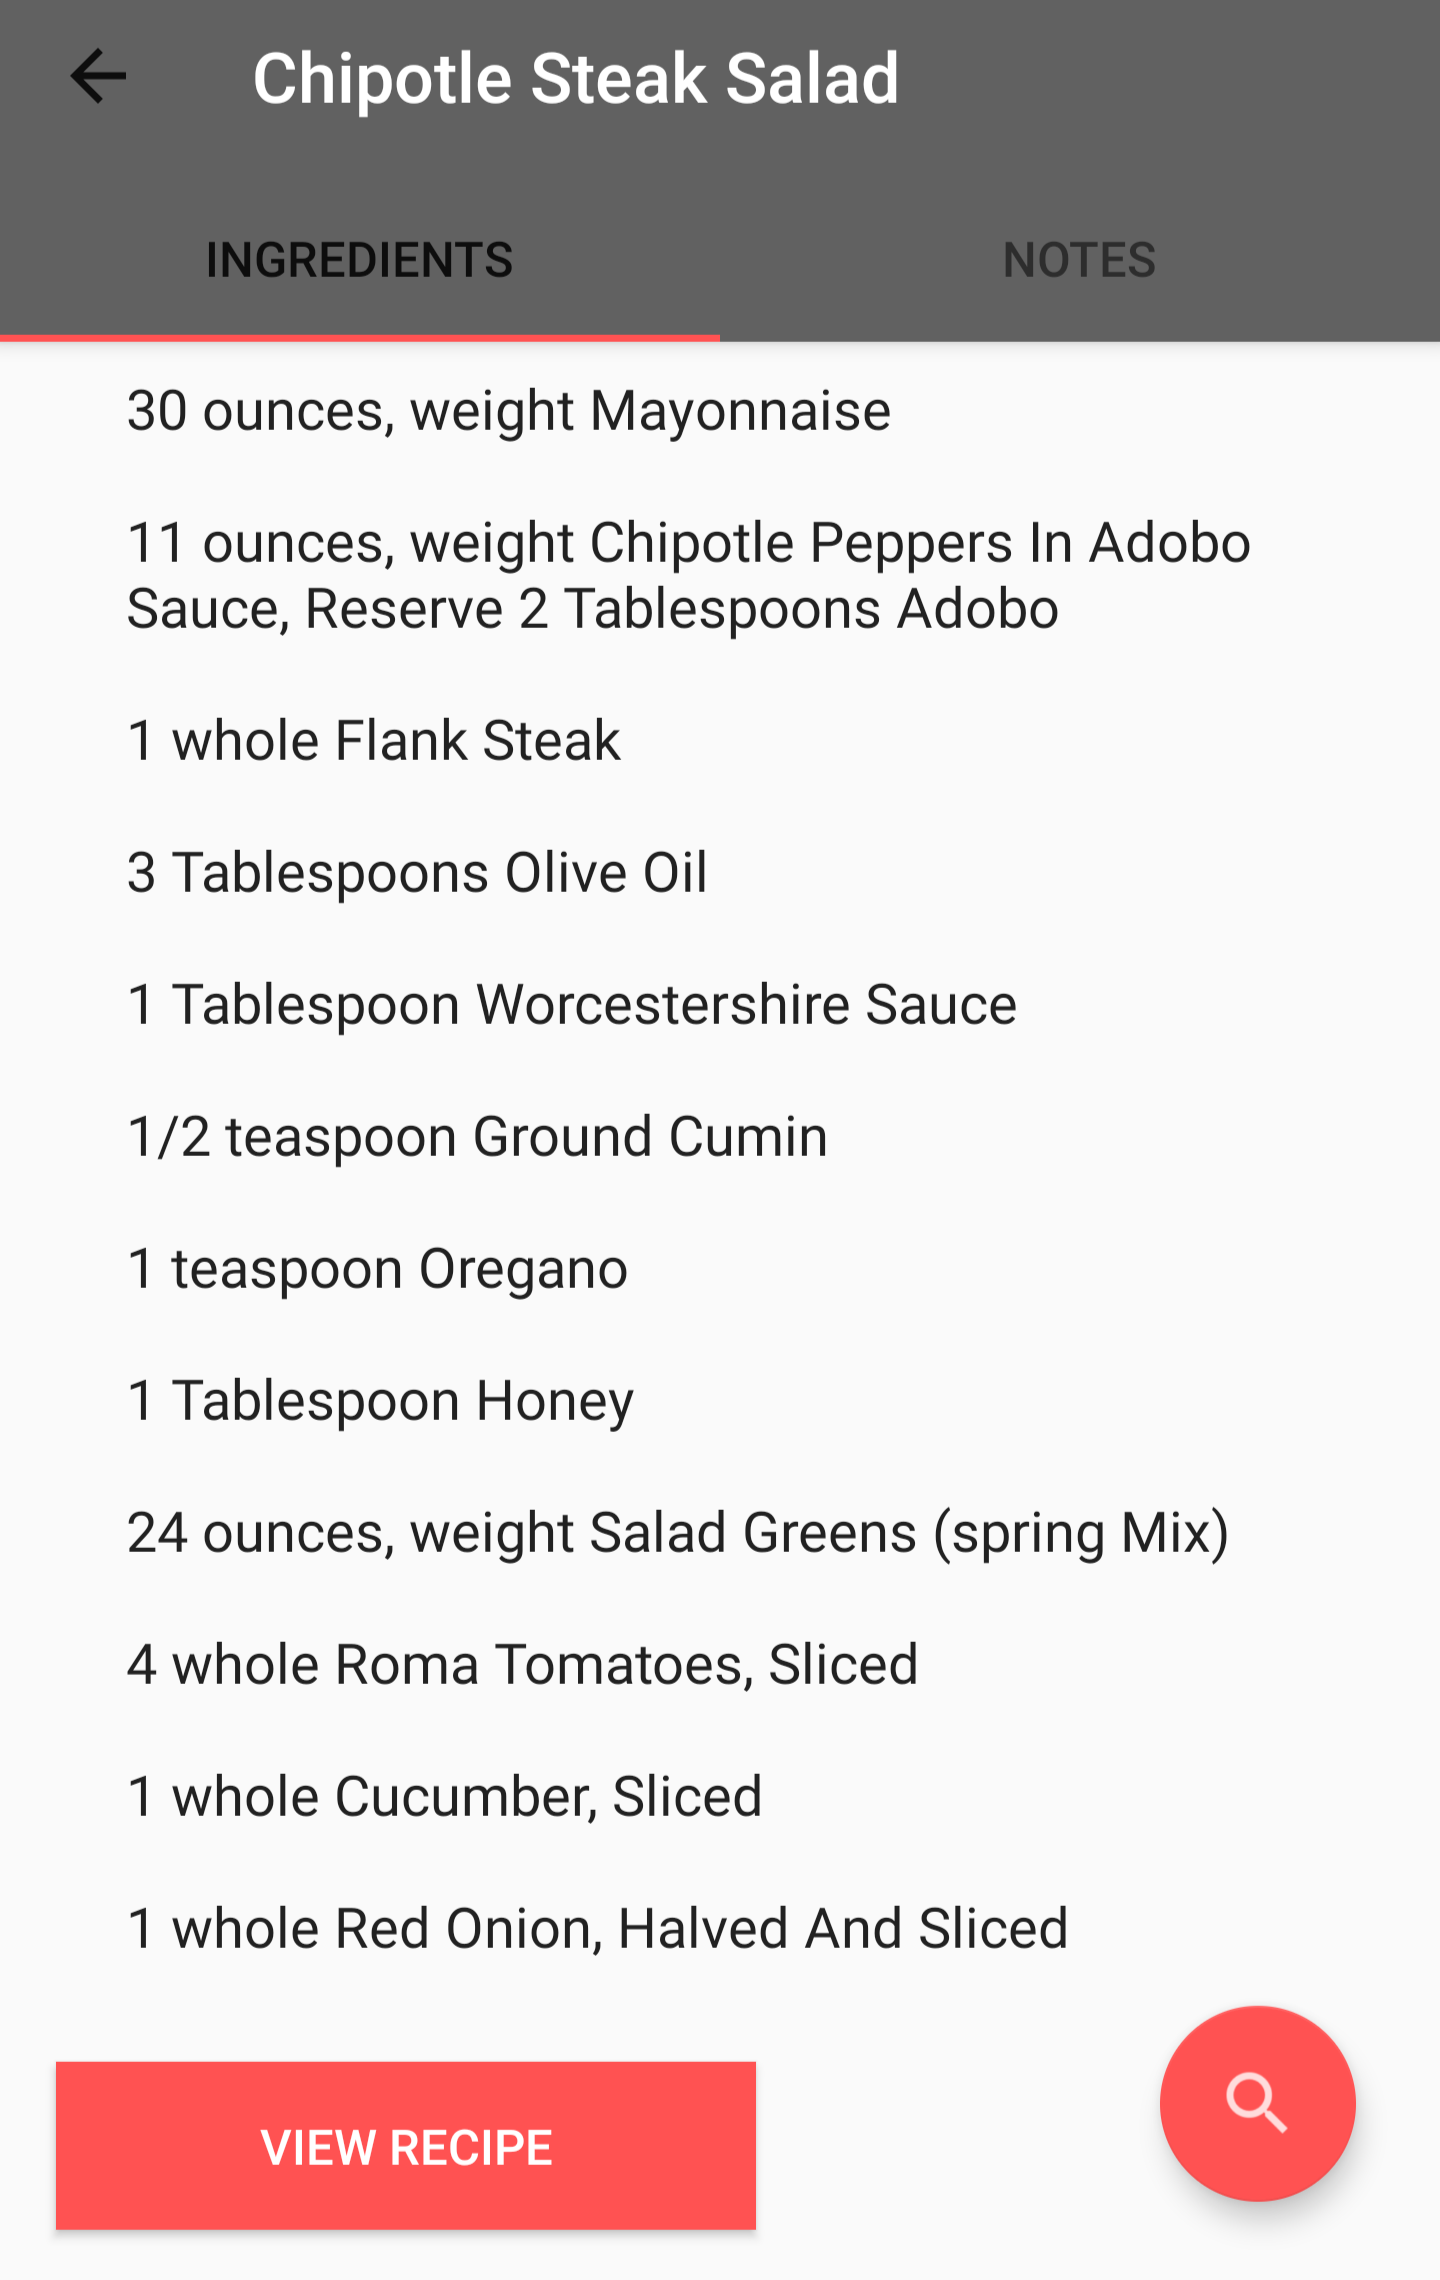 Chipotle Steak Salad
INGREDIENTS
NOTES
30 ounces, weight Mayonnaise
11 ounces, weight Chipotle Peppers In Adobo
Sauce, Reserve 2 Tablespoons Adobo
1 whole Flank Steak
3 Tablespoons Olive Oil
1 Tablespoon Worcestershire Sauce
1/2 teaspoon Ground Cumin
1 teaspoon Oregano
1 Tablespoon Honey
24 ounces, weight Salad Greens (spring Mix)
4 whole Roma Tomatoes, Sliced
1 whole Cucumber, Sliced
1 whole Red Onion, Halved And Sliced
VIEW RECIPE